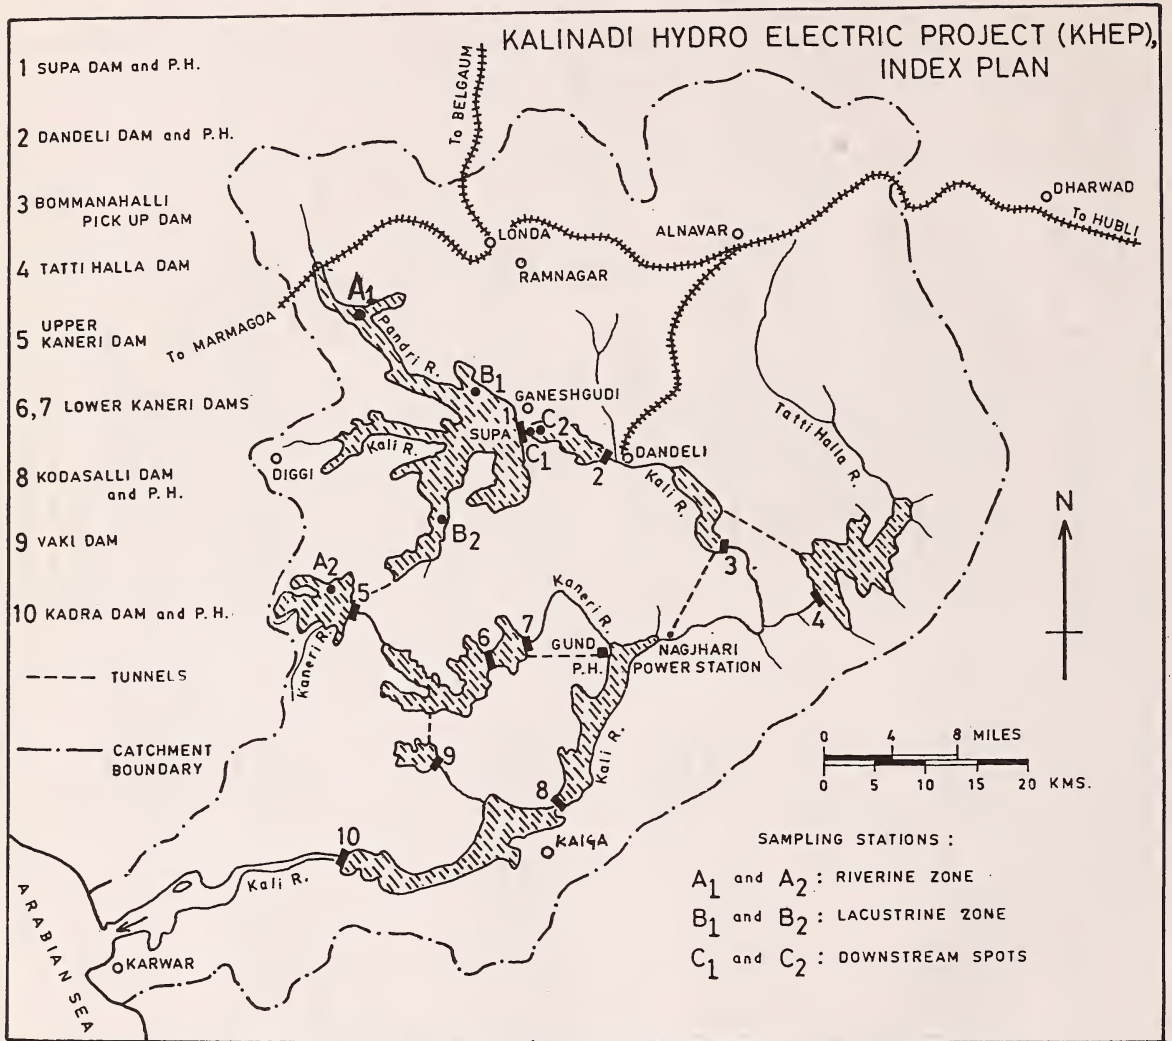 KALINADI HYDRO ELECTRIC PROJECT (KHEP),
INDEX PLAN
1 SUPA DAM and P.H.
2 DANDELI DAM and P.H.
3 BOMMANAHALLI
PICK UP DAM
4 TATTI HALLA DAM
5 UPPER
KANERI DAM
6,7 LOWER KANERI DAMS
8 KODASALLI DAM
and P.H.
9 VAKI DAM
10 KADRA DAM and P.H.
TUNNELS
CATCHMENT
BOUNDARY
To BELGAUM
DHARWAD
To HUBLI
LONDA
ALNAVAR
RAMNAGAR
To MARMAGOA
A1
Pandri R.
B1
GANESHGUDI
1
C2
SUPA
C1
2
DANDELI
Kali R.
DIGGI
Kali R.
Tatti Halla R.
B2
3
N
A2
5
4
Kaneri R.
Kaneri R.
6
7
GUND
P.H.
NAGJHARI
POWER STATION
9
Kali R.
8
KAIGA
10
Kali R.
ARABIAN SEA
KARWAR
0 4 8 MILES
0 5 10 15 20 KMS.
SAMPLING STATIONS :
A1 and A2 : RIVERINE ZONE
B1 and B2 : LACUSTRINE ZONE
C1 and C2 : DOWNSTREAM SPOTS